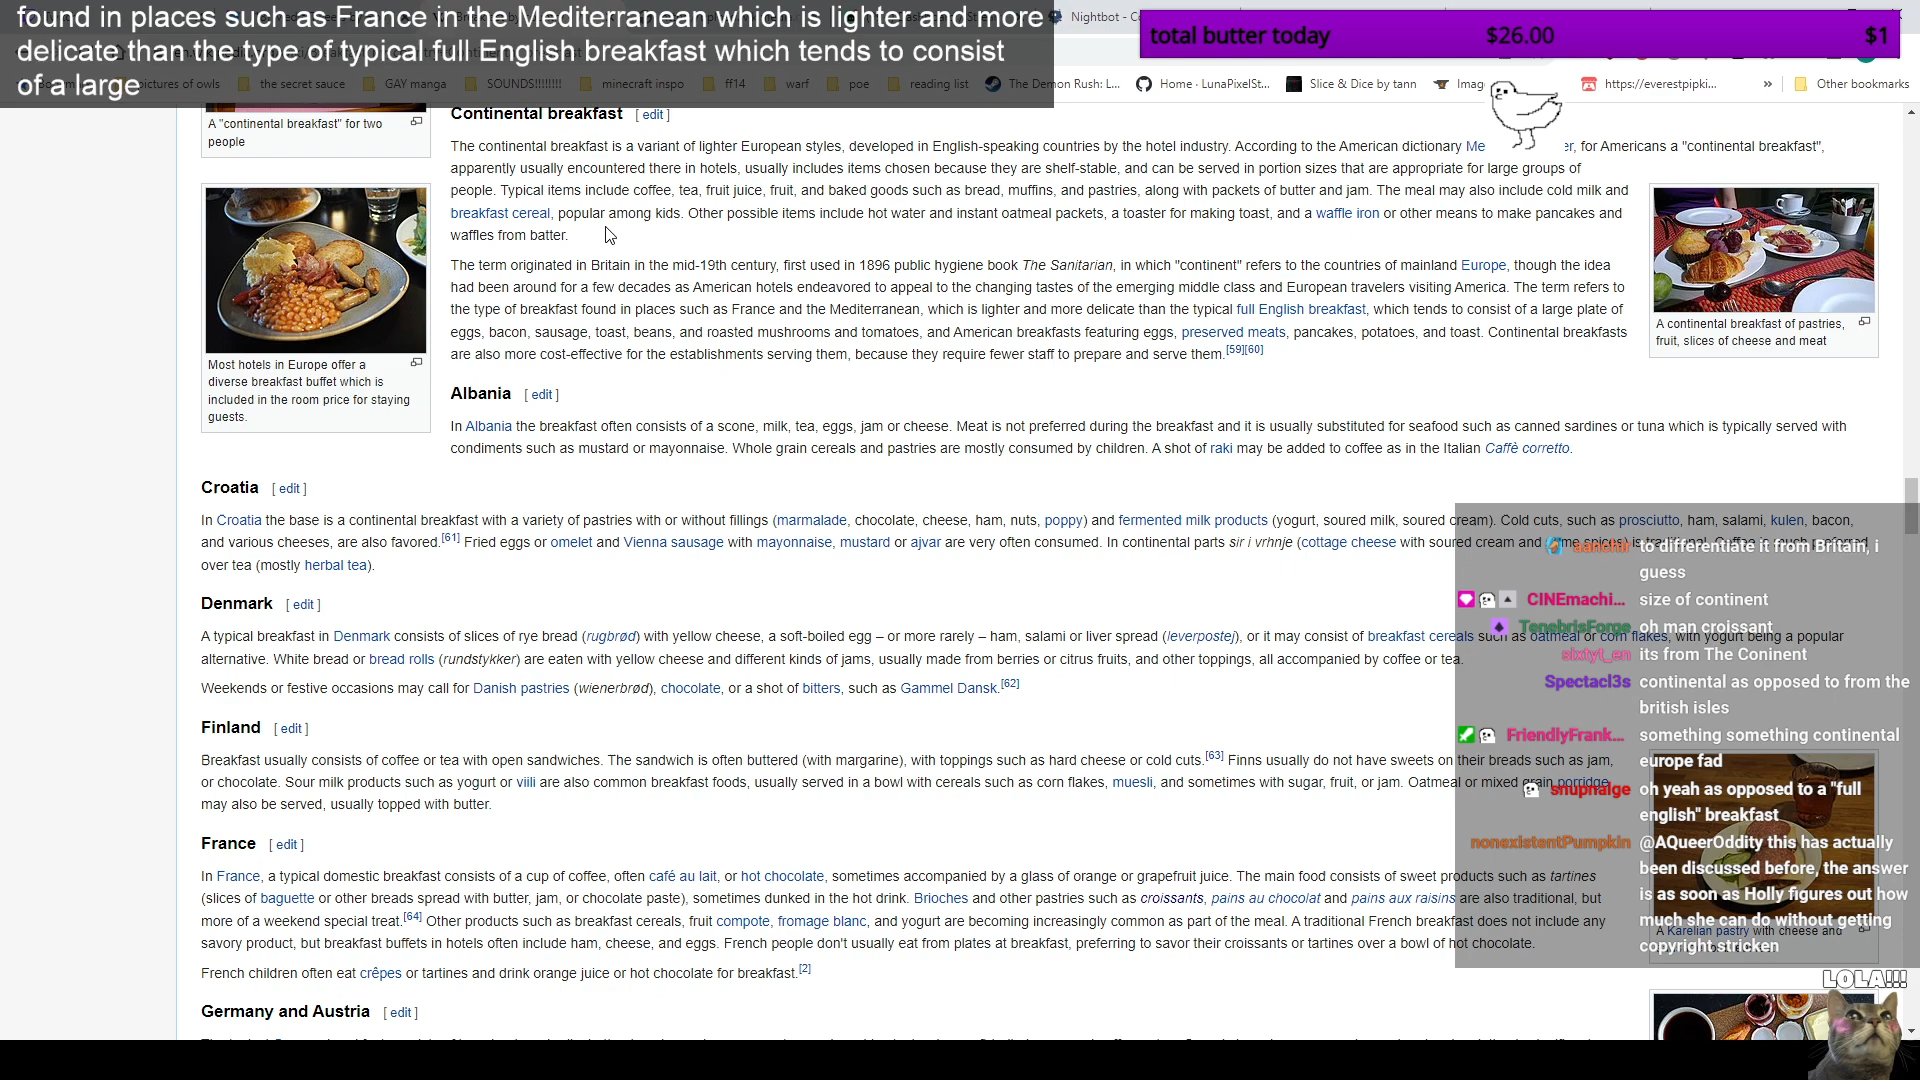 found in places such as France in the Mediterranean which is lighter and more
delicate than the type of typical full English breakfast which tends to consist
of a large
Nightbot - C
total butter today $26.00 $1
pictures of owls the secret sauce GAY manga SOUNDS!!!!!!!! minecraft inspo ff14 warf poe reading list The Demon Rush: L... Home · LunaPixelSt... Slice & Dice by tann Imag https://everestpipki... » Other bookmarks
A "continental breakfast" for two
people
Continental breakfast [ edit ]
The continental breakfast is a variant of lighter European styles, developed in English-speaking countries by the hotel industry. According to the American dictionary Me er, for Americans a "continental breakfast",
apparently usually encountered there in hotels, usually includes items chosen because they are shelf-stable, and can be served in portion sizes that are appropriate for large groups of
people. Typical items include coffee, tea, fruit juice, fruit, and baked goods such as bread, muffins, and pastries, along with packets of butter and jam. The meal may also include cold milk and
breakfast cereal, popular among kids. Other possible items include hot water and instant oatmeal packets, a toaster for making toast, and a waffle iron or other means to make pancakes and
waffles from batter.
The term originated in Britain in the mid-19th century, first used in 1896 public hygiene book The Sanitarian, in which "continent" refers to the countries of mainland Europe, though the idea
had been around for a few decades as American hotels endeavored to appeal to the changing tastes of the emerging middle class and European travelers visiting America. The term refers to
the type of breakfast found in places such as France and the Mediterranean, which is lighter and more delicate than the typical full English breakfast, which tends to consist of a large plate of
eggs, bacon, sausage, toast, beans, and roasted mushrooms and tomatoes, and American breakfasts featuring eggs, preserved meats, pancakes, potatoes, and toast. Continental breakfasts
are also more cost-effective for the establishments serving them, because they require fewer staff to prepare and serve them.[59][60]
A continental breakfast of pastries,
fruit, slices of cheese and meat
Most hotels in Europe offer a
diverse breakfast buffet which is
included in the room price for staying
guests.
Albania [ edit ]
In Albania the breakfast often consists of a scone, milk, tea, eggs, jam or cheese. Meat is not preferred during the breakfast and it is usually substituted for seafood such as canned sardines or tuna which is typically served with
condiments such as mustard or mayonnaise. Whole grain cereals and pastries are mostly consumed by children. A shot of raki may be added to coffee as in the Italian Caffè corretto.
Croatia [ edit ]
In Croatia the base is a continental breakfast with a variety of pastries with or without fillings (marmalade, chocolate, cheese, ham, nuts, poppy) and fermented milk products (yogurt, soured milk, soured cream). Cold cuts, such as prosciutto, ham, salami, kulen, bacon,
and various cheeses, are also favored.[61] Fried eggs or omelet and Vienna sausage with mayonnaise, mustard or ajvar are very often consumed. In continental parts sir i vrhnje (cottage cheese with soured cream and
over tea (mostly herbal tea).
Denmark [ edit ]
A typical breakfast in Denmark consists of slices of rye bread (rugbrød) with yellow cheese, a soft-boiled egg – or more rarely – ham, salami or liver spread (leverpostej), or it may consist of breakfast cereals such as oatmeal or corn flakes, with yogurt being a popular
alternative. White bread or bread rolls (rundstykker) are eaten with yellow cheese and different kinds of jams, usually made from berries or citrus fruits, and other toppings, all accompanied by coffee or tea.
Weekends or festive occasions may call for Danish pastries (wienerbrød), chocolate, or a shot of bitters, such as Gammel Dansk.[62]
Finland [ edit ]
Breakfast usually consists of coffee or tea with open sandwiches. The sandwich is often buttered (with margarine), with toppings such as hard cheese or cold cuts.[63] Finns usually do not have sweets on their breads such as jam,
or chocolate. Sour milk products such as yogurt or viili are also common breakfast foods, usually served in a bowl with cereals such as corn flakes, muesli, and sometimes with sugar, fruit, or jam. Oatmeal or mixed grain porridge
may also be served, usually topped with butter.
France [ edit ]
In France, a typical domestic breakfast consists of a cup of coffee, often café au lait, or hot chocolate, sometimes accompanied by a glass of orange or grapefruit juice. The main food consists of sweet products such as tartines
(slices of baguette or other breads spread with butter, jam, or chocolate paste), sometimes dunked in the hot drink. Brioches and other pastries such as croissants, pains au chocolat and pains aux raisins are also traditional, but
more of a weekend special treat.[64] Other products such as breakfast cereals, fruit compote, fromage blanc, and yogurt are becoming increasingly common as part of the meal. A traditional French breakfast does not include any
savory product, but breakfast buffets in hotels often include ham, cheese, and eggs. French people don't usually eat from plates at breakfast, preferring to savor their croissants or tartines over a bowl of hot chocolate.
French children often eat crêpes or tartines and drink orange juice or hot chocolate for breakfast.[2]
Germany and Austria [ edit ]
to differentiate it from Britain, i
guess
CINEmachi... size of continent
TenebrisForge oh man croissant
sixtyt_en its from The Coninent
Spectacl3s continental as opposed to from the
british isles
FriendlyFrank... something something continental
europe fad
snupnalge oh yeah as opposed to a "full
english" breakfast
nonexistentPumpkin @AQueerOddity this has actually
been discussed before, the answer
is as soon as Holly figures out how
much she can do without getting
copyright stricken
A Karelian pastry with cheese and
LOLA!!!